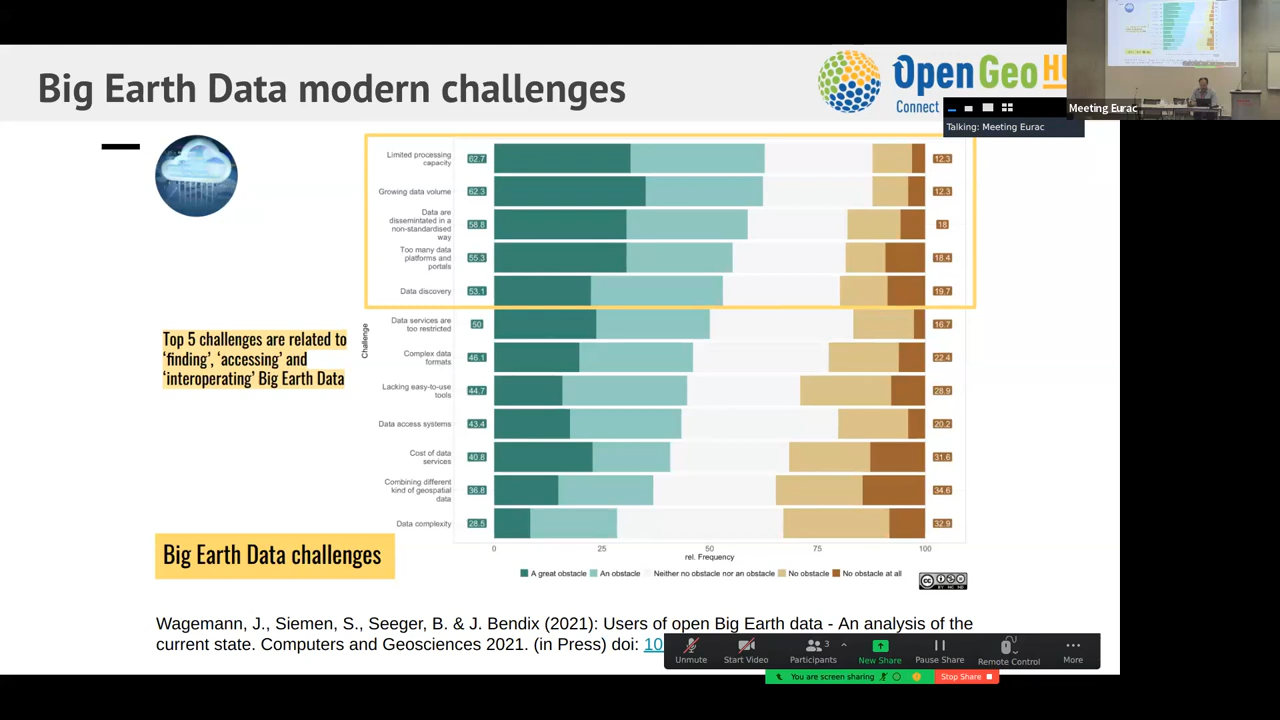 Big Earth Data modern challenges
OpenGeoHU
Connect
Meeting Eurac
Talking: Meeting Eurac
Limited processing
capacity
62.7
12.3
Growing data volume
62.3
12.3
Data are
dissemintated in a
non-standardised
way
58.8
18
Too many data
platforms and
portals
55.3
18.4
Data discovery
53.1
19.7
Data services are
too restricted
50
16.7
Complex data
formats
46.1
22.4
Lacking easy-to-use
tools
44.7
28.9
Data access systems
43.4
20.2
Cost of data
services
40.8
31.6
Combining different
kind of geospatial
data
36.8
34.6
Data complexity
28.5
32.9
Challenge
0 25 50 75 100
rel. Frequency
A great obstacle An obstacle Neither no obstacle nor an obstacle No obstacle No obstacle at all
Top 5 challenges are related to
‘finding’, ‘accessing’ and
‘interoperating’ Big Earth Data
Big Earth Data challenges
Wagemann, J., Siemen, S., Seeger, B. & J. Bendix (2021): Users of open Big Earth data - An analysis of the
current state. Computers and Geosciences 2021. (in Press) doi: 10
Unmute Start Video Participants 3 New Share Pause Share Remote Control More
You are screen sharing Stop Share